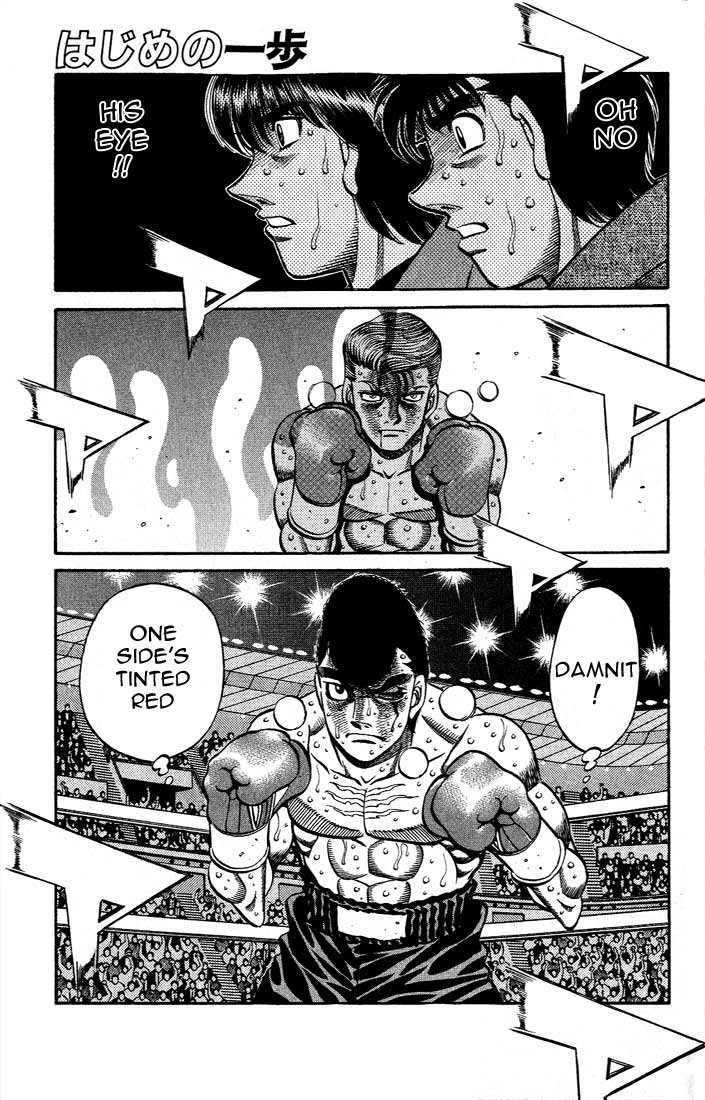 はじめの一歩
OH
NO
HIS
EYE
!!
DAMNIT
!
ONE
SIDE'S
TINTED
RED